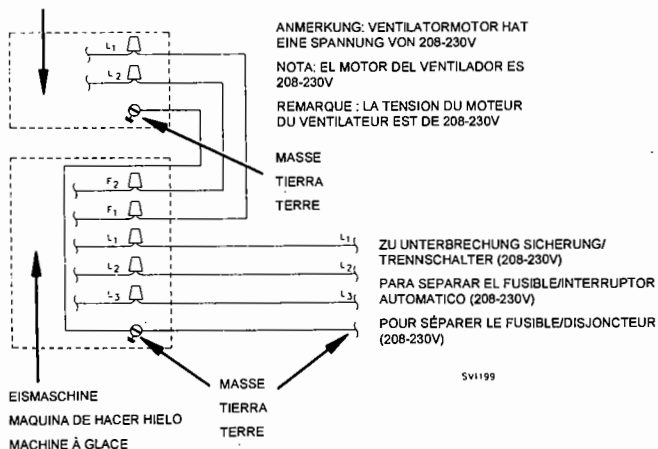 ANMERKUNG: VENTILATORMOTOR HAT
EINE SPANNUNG VON 208-230V
NOTA: EL MOTOR DEL VENTILADOR ES
208-230V
REMARQUE : LA TENSION DU MOTEUR
DU VENTILATEUR EST DE 208-230V
L1
L2
MASSE
TIERRA
TERRE
F2
F1
L1
L2
L3
L1
L2
L3
ZU UNTERBRECHUNG SICHERUNG/
TRENNSCHALTER (208-230V)
PARA SEPARAR EL FUSIBLE/INTERRUPTOR
AUTOMATICO (208-230V)
POUR SÉPARER LE FUSIBLE/DISJONCTEUR
(208-230V)
SV1199
MASSE
TIERRA
TERRE
EISMASCHINE
MAQUINA DE HACER HIELO
MACHINE À GLACE